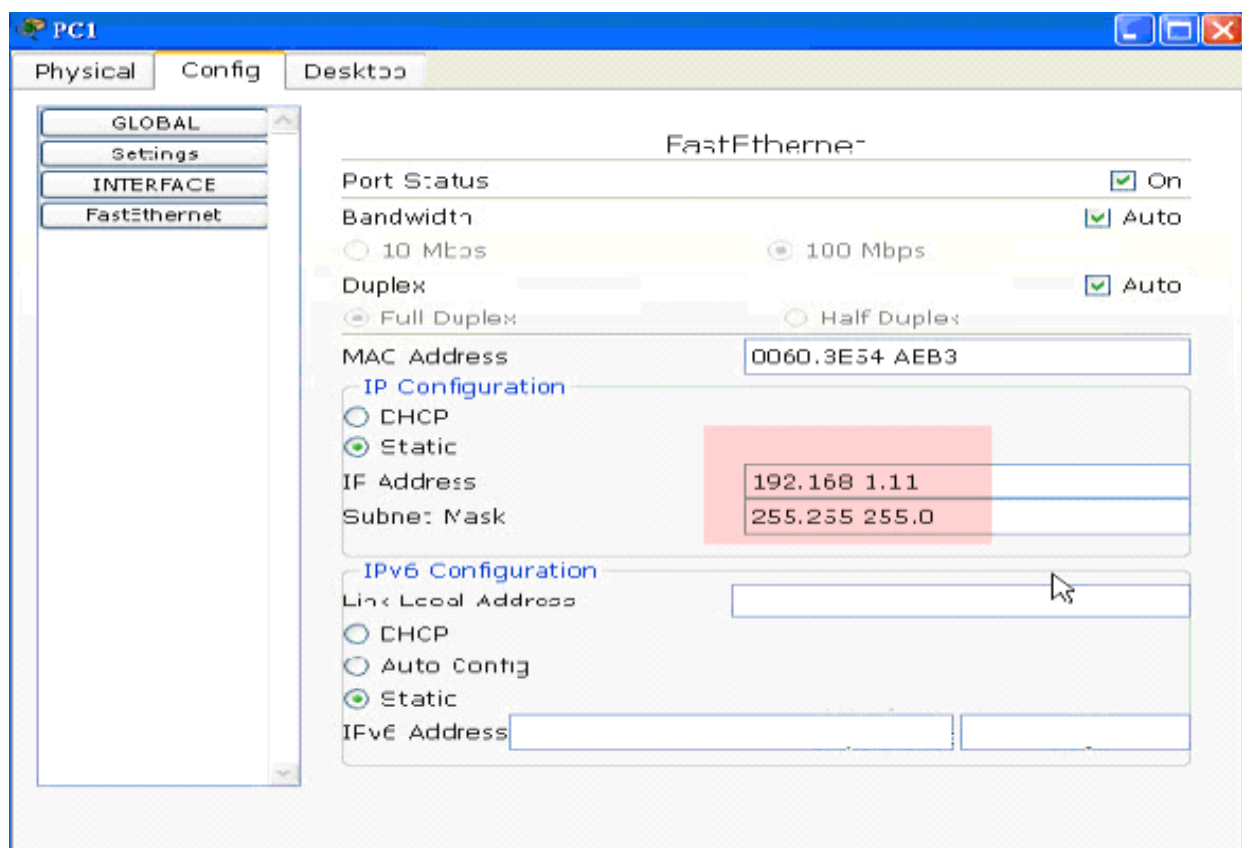 PC1
Physical Config Desktop
GLOBAL
Settings
INTERFACE
FastEthernet
FastEthernet
Port Status On
Bandwidth Auto
10 Mbps 100 Mbps
Duplex Auto
Full Duplex Half Duplex
MAC Address 0060.3E54 AEB3
IP Configuration
DHCP
Static
IP Address 192.168 1.11
Subnet Mask 255.255 255.0
IPv6 Configuration
Link Local Address
DHCP
Auto Config
Static
IPv6 Address